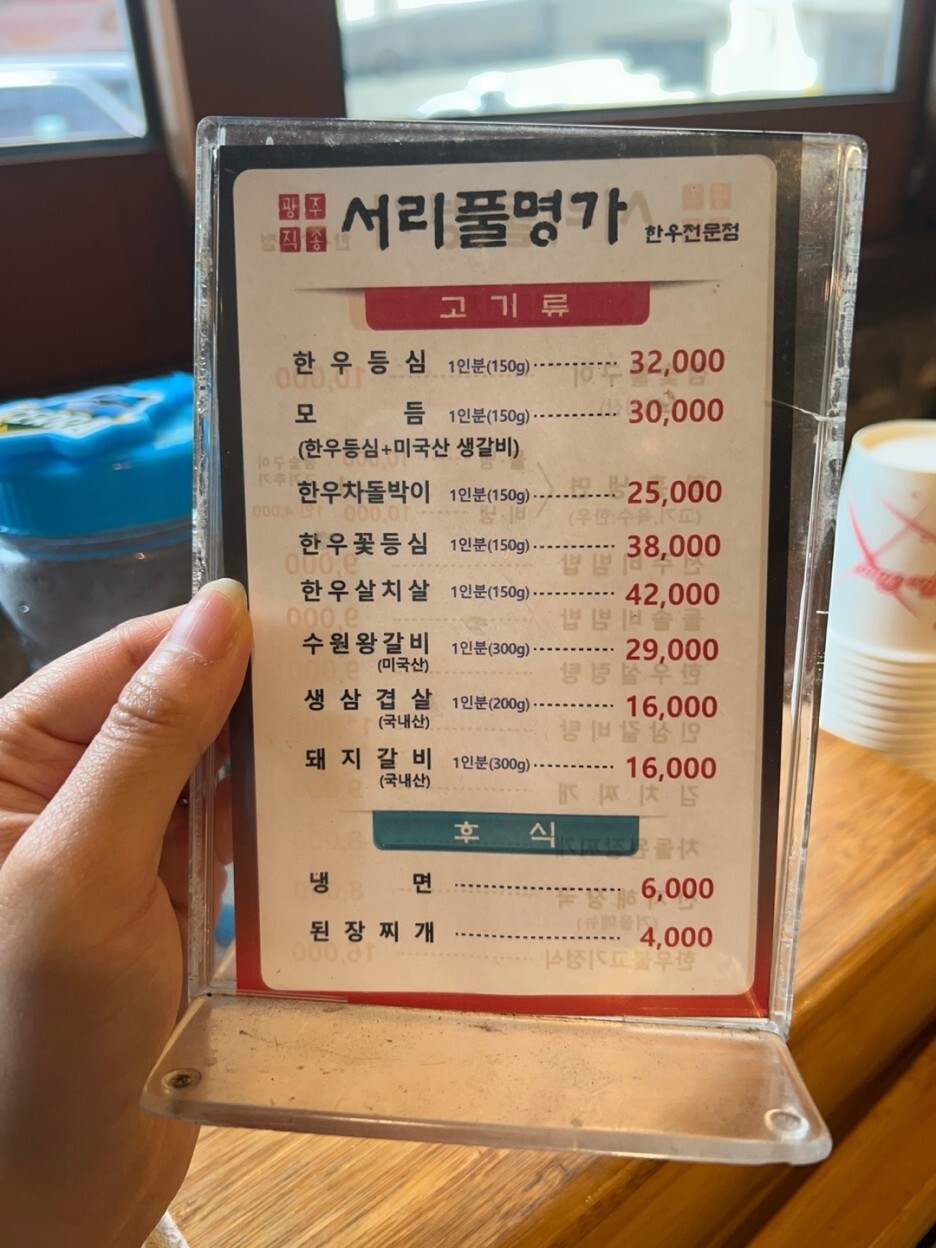 광주
직송
서리풀명가 한우전문점
고기류
한우등심 1인분(150g) 32,000
모듬 1인분(150g) 30,000
(한우등심+미국산 생갈비)
한우차돌박이 1인분(150g) 25,000
한우꽃등심 1인분(150g) 38,000
한우살치살 1인분(150g) 42,000
수원왕갈비 1인분(300g) 29,000
(미국산)
생삼겹살 1인분(200g) 16,000
(국내산)
돼지갈비 1인분(300g) 16,000
(국내산)
후식
냉면 6,000
된장찌개 4,000